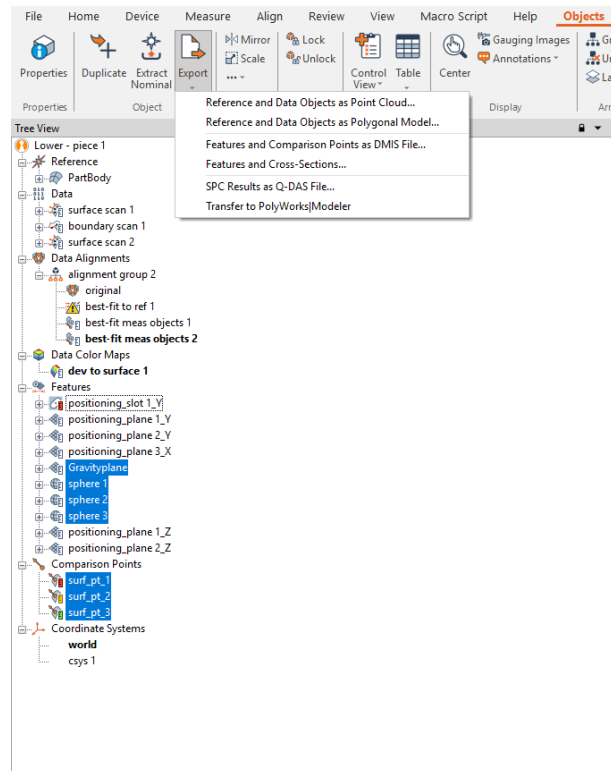 File Home Device Measure Align Review View Macro Script Help Objects
Properties Duplicate Extract Nominal Export Mirror Scale ... Lock Unlock Control View Table Center Gauging Images Annotations
Properties Object Display
Reference and Data Objects as Point Cloud...
Reference and Data Objects as Polygonal Model...
Features and Comparison Points as DMIS File...
Features and Cross-Sections...
SPC Results as Q-DAS File...
Transfer to PolyWorks|Modeler
Tree View
Lower - piece 1
Reference
PartBody
Data
surface scan 1
boundary scan 1
surface scan 2
Data Alignments
alignment group 2
original
best-fit to ref 1
best-fit meas objects 1
best-fit meas objects 2
Data Color Maps
dev to surface 1
Features
positioning_slot 1_Y
positioning_plane 1_Y
positioning_plane 2_Y
positioning_plane 3_X
Gravityplane
sphere 1
sphere 2
sphere 3
positioning_plane 1_Z
positioning_plane 2_Z
Comparison Points
surf_pt_1
surf_pt_2
surf_pt_3
Coordinate Systems
world
csys 1